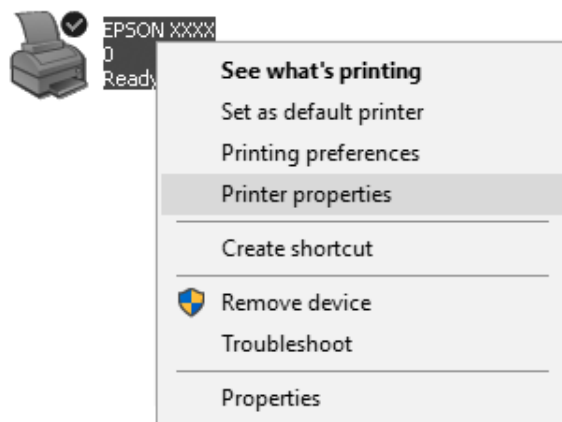 EPSON XXXX
0
Ready
See what's printing
Set as default printer
Printing preferences
Printer properties
Create shortcut
Remove device
Troubleshoot
Properties